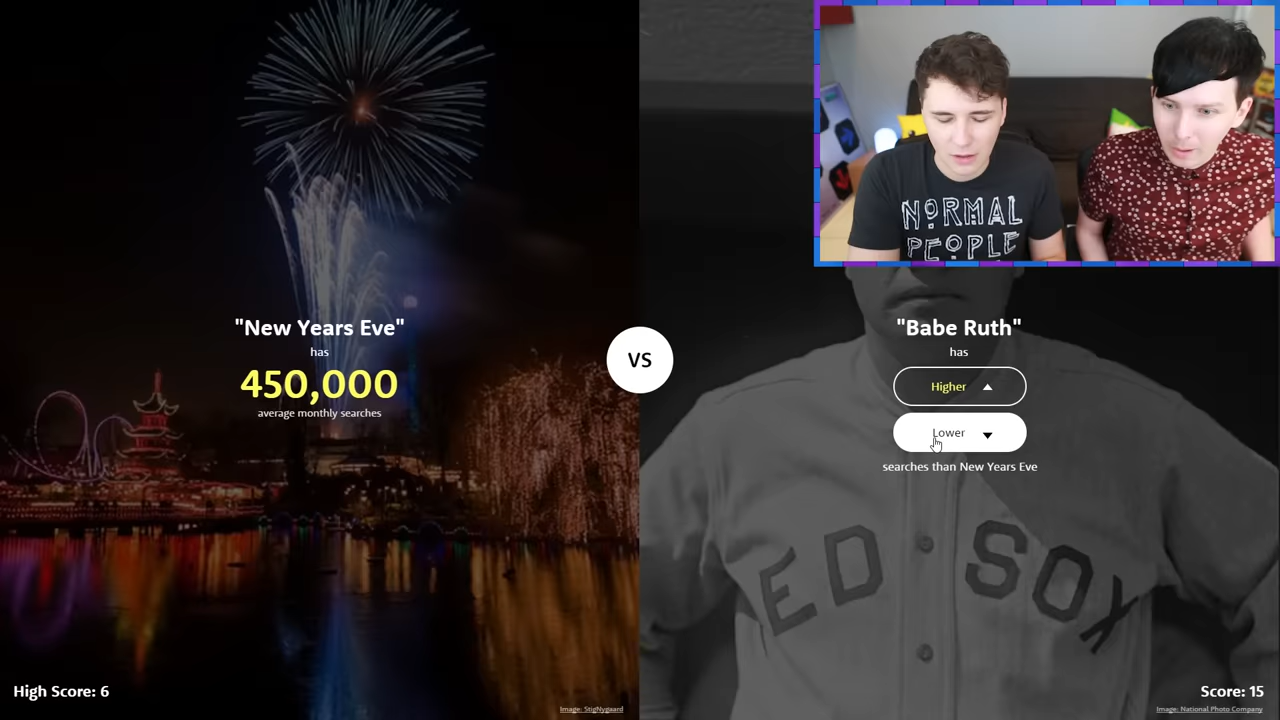 NORMAL
PEOPLE
"New Years Eve"
has
450,000
average monthly searches
VS
"Babe Ruth"
has
Higher
Lower
searches than New Years Eve
ED SOX
High Score: 6
Image: StigNygaard
Score: 15
Image: National Photo Company